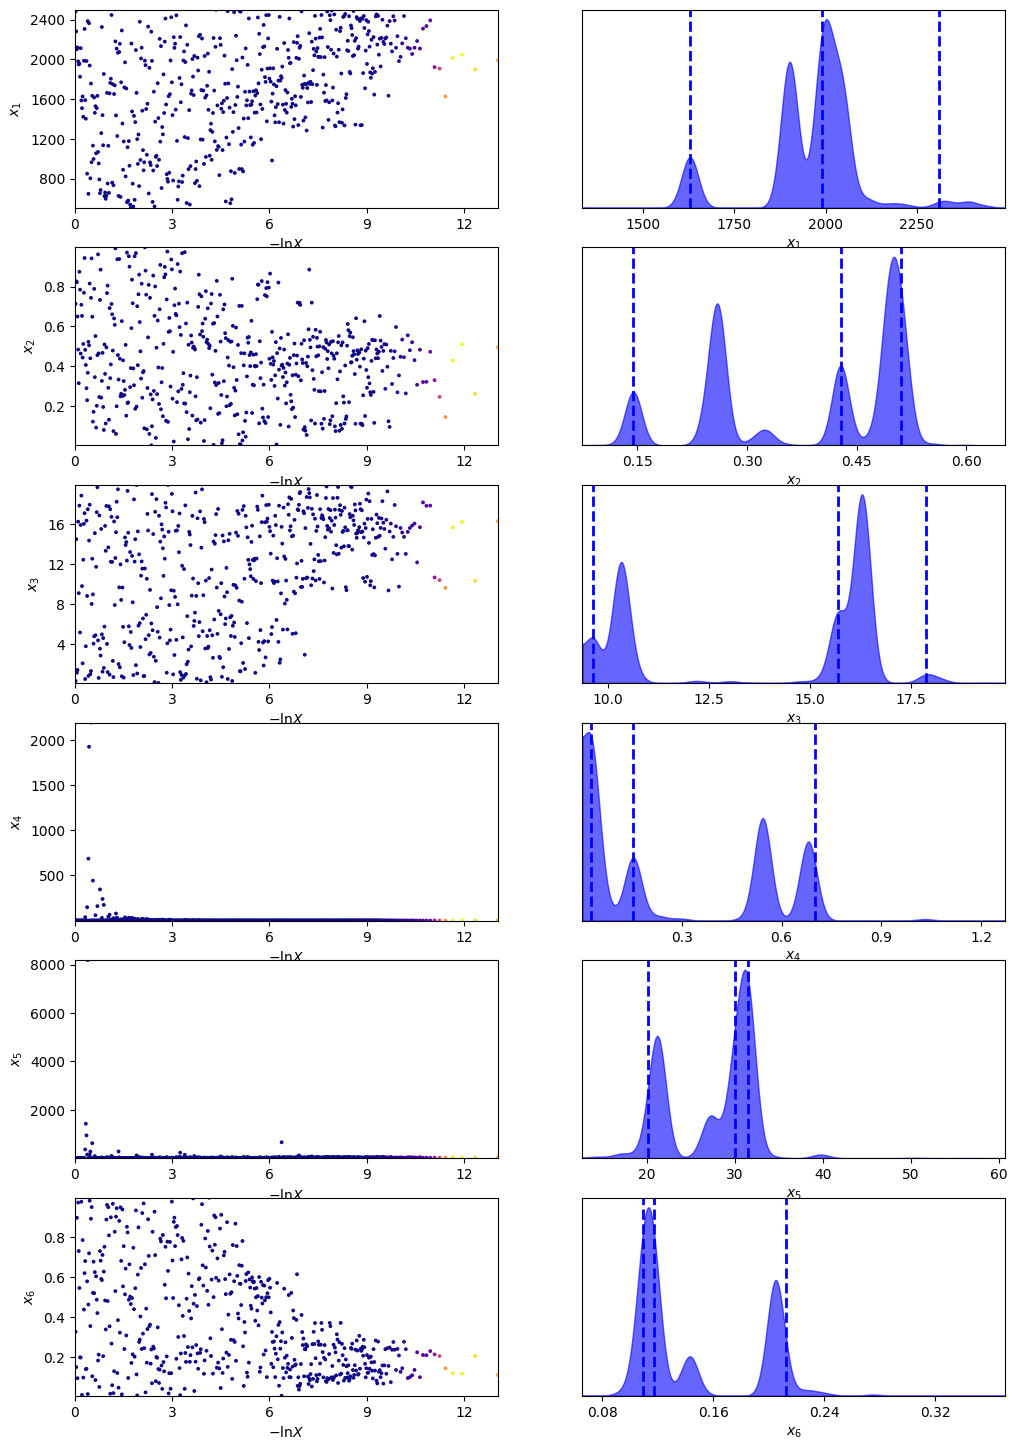 2400
2000
1600
1200
800
x₁
0 3 6 9 12
−ln X
1500 1750 2000 2250
x₁
0.8
0.6
0.4
0.2
x₂
0 3 6 9 12
−ln X
0.15 0.30 0.45 0.60
x₂
16
12
8
4
x₃
0 3 6 9 12
−ln X
10.0 12.5 15.0 17.5
x₃
2000
1500
1000
500
x₄
0 3 6 9 12
−ln X
0.3 0.6 0.9 1.2
x₄
8000
6000
4000
2000
x₅
0 3 6 9 12
−ln X
20 30 40 50 60
x₅
0.8
0.6
0.4
0.2
x₆
0 3 6 9 12
−ln X
0.08 0.16 0.24 0.32
x₆